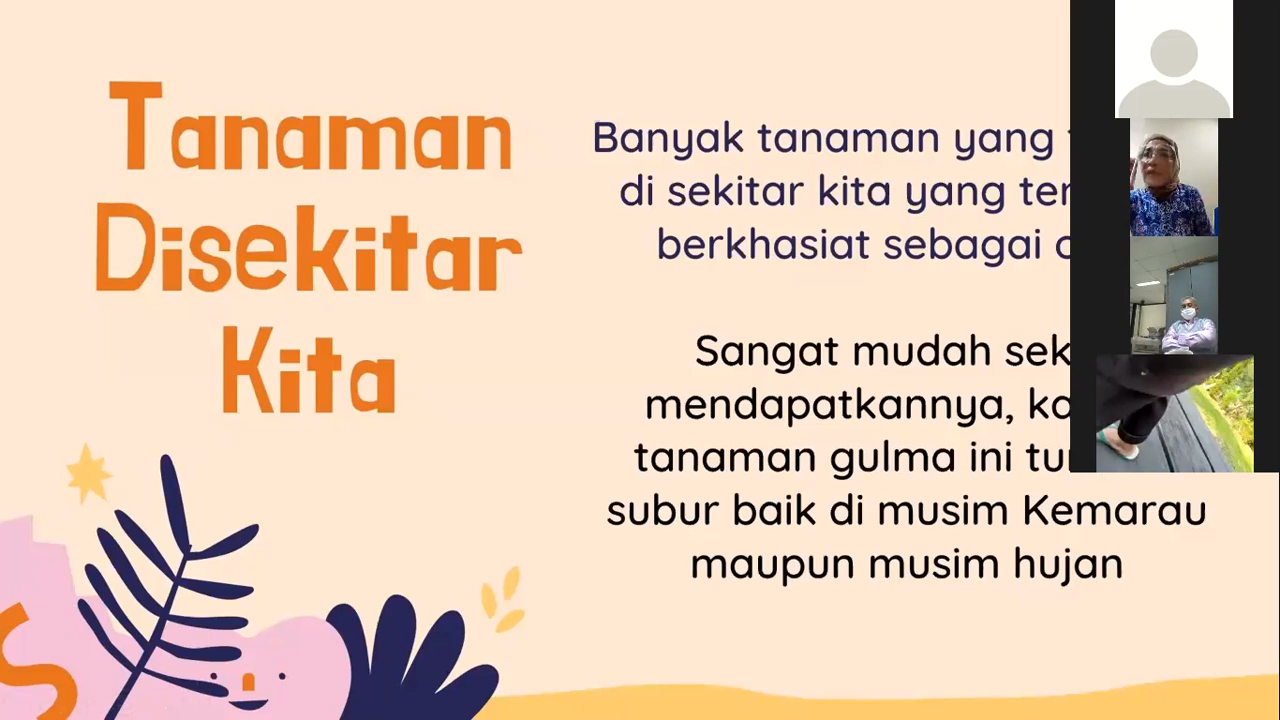 Tanaman
Disekitar
Kita
Banyak tanaman yang
di sekitar kita yang
berkhasiat sebagai
Sangat mudah
mendapatkannya,
tanaman gulma ini
subur baik di musim Kemarau
maupun musim hujan